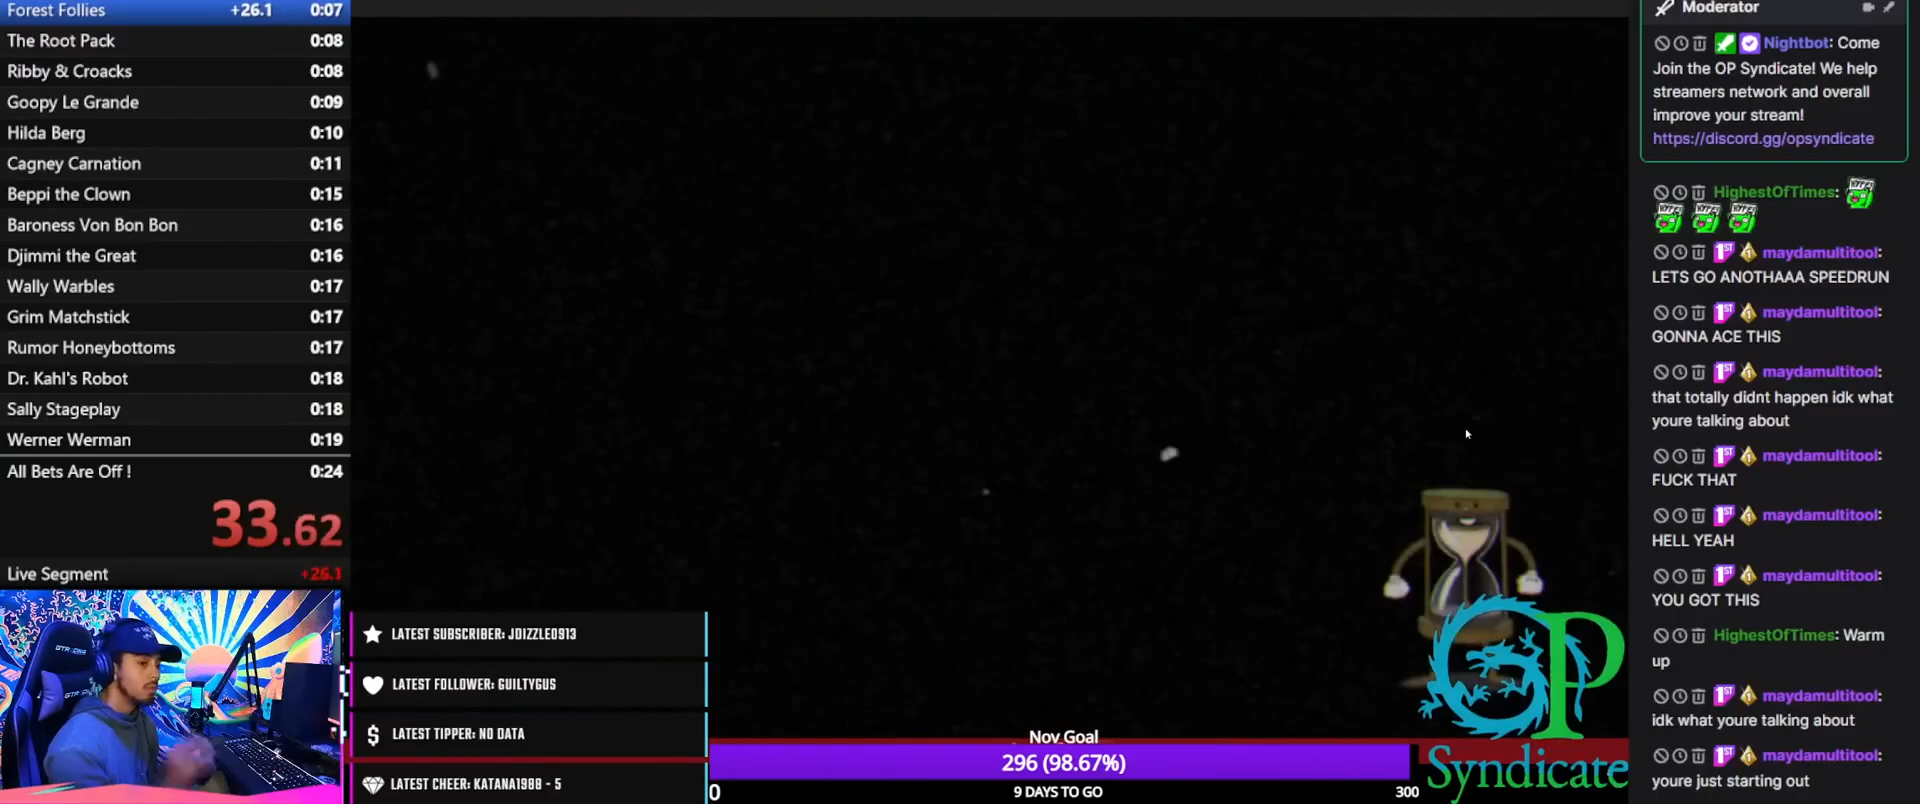 Forest Follies +26.1 0:07
The Root Pack 0:08
Ribby & Croacks 0:08
Goopy Le Grande 0:09
Hilda Berg 0:10
Cagney Carnation 0:11
Beppi the Clown 0:15
Baroness Von Bon Bon 0:16
Djimmi the Great 0:16
Wally Warbles 0:17
Grim Matchstick 0:17
Rumor Honeybottoms 0:17
Dr. Kahl's Robot 0:18
Sally Stageplay 0:18
Werner Werman 0:19
All Bets Are Off ! 0:24
33.62
Live Segment +26.1
LATEST SUBSCRIBER: JDIZZLE0913
LATEST FOLLOWER: GUILTYGUS
LATEST TIPPER: NO DATA
LATEST CHEER: KATANA1988 - 5
Nov Goal
296 (98.67%)
0 9 DAYS TO GO 300
OP
Syndicate
Moderator
Nightbot: Come
Join the OP Syndicate! We help
streamers network and overall
improve your stream!
https://discord.gg/opsyndicate
HighestOfTimes:
1ST maydamultitool:
LETS GO ANOTHAAA SPEEDRUN
1ST maydamultitool:
GONNA ACE THIS
1ST maydamultitool:
that totally didnt happen idk what
youre talking about
1ST maydamultitool:
FUCK THAT
1ST maydamultitool:
HELL YEAH
1ST maydamultitool:
YOU GOT THIS
HighestOfTimes: Warm
up
1ST maydamultitool:
idk what youre talking about
1ST maydamultitool:
youre just starting out